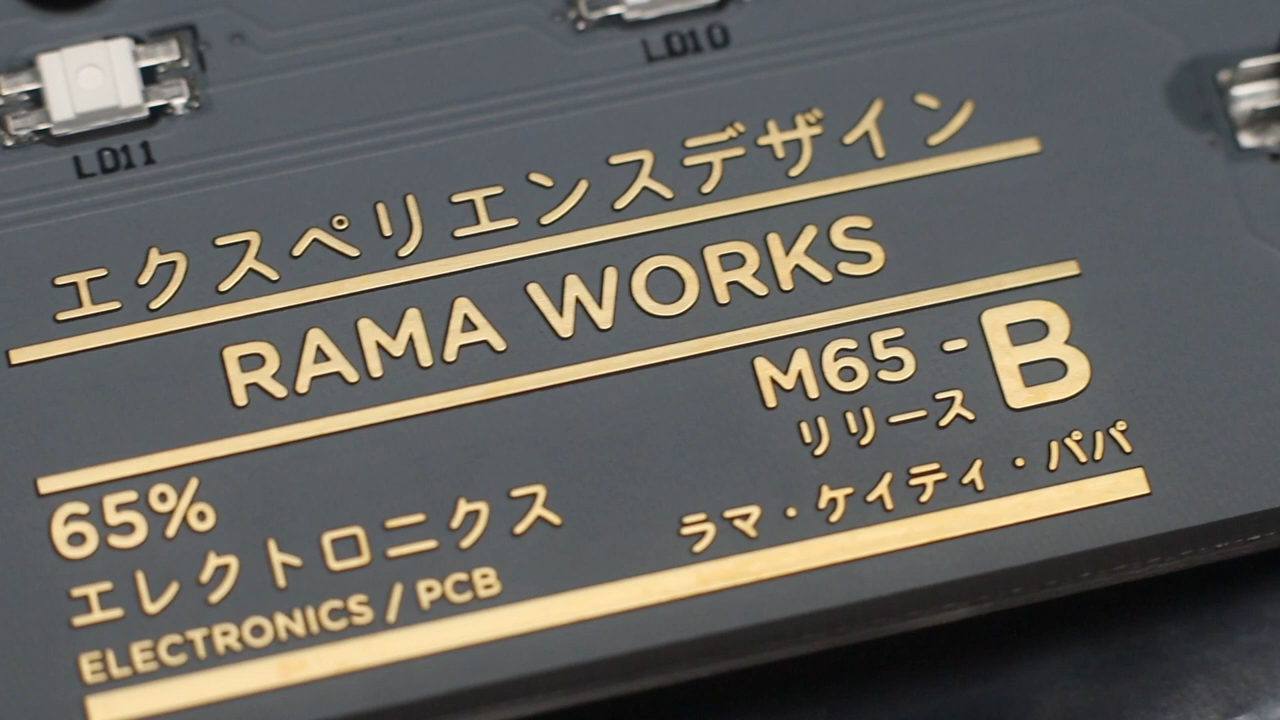 LD10
LD11
エクスペリエンスデザイン
RAMA WORKS
M65-B
リリース
65%
エレクトロニクス
ラマ・ケイティ・パパ
ELECTRONICS / PCB